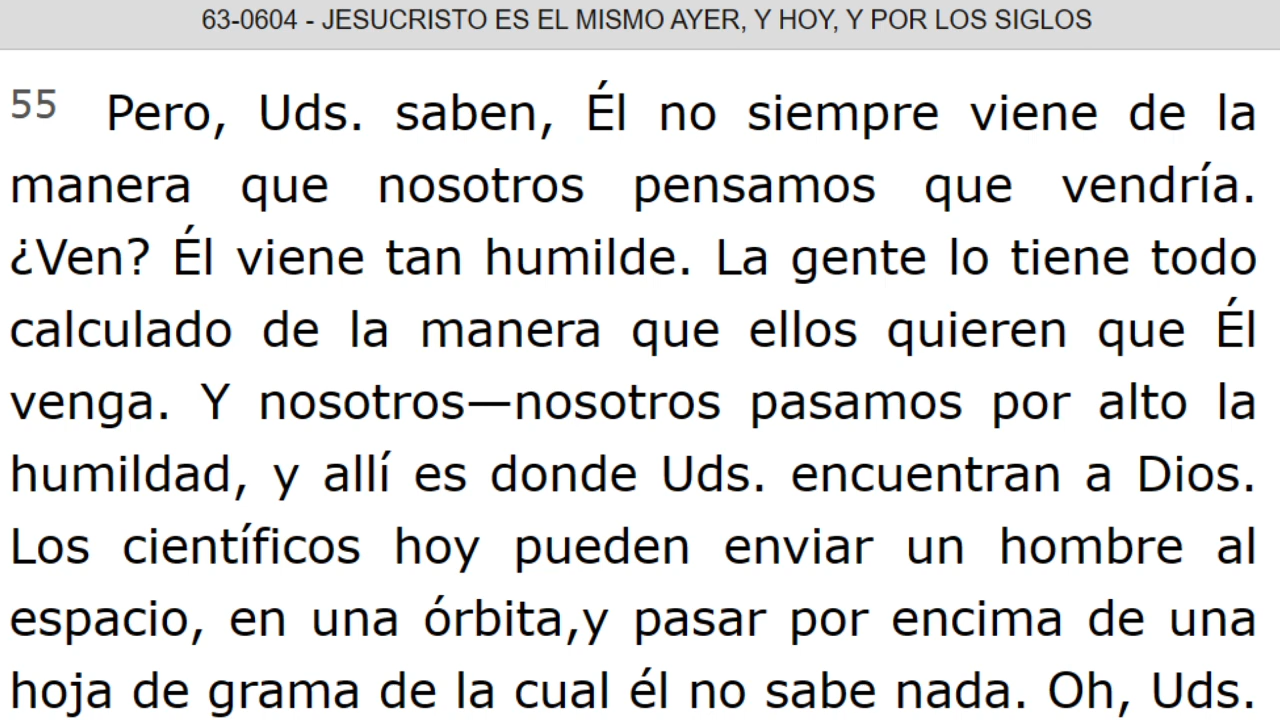 63-0604 - JESUCRISTO ES EL MISMO AYER, Y HOY, Y POR LOS SIGLOS
55 Pero, Uds. saben, Él no siempre viene de la
manera que nosotros pensamos que vendría.
¿Ven? Él viene tan humilde. La gente lo tiene todo
calculado de la manera que ellos quieren que Él
venga. Y nosotros—nosotros pasamos por alto la
humildad, y allí es donde Uds. encuentran a Dios.
Los científicos hoy pueden enviar un hombre al
espacio, en una órbita,y pasar por encima de una
hoja de grama de la cual él no sabe nada. Oh, Uds.